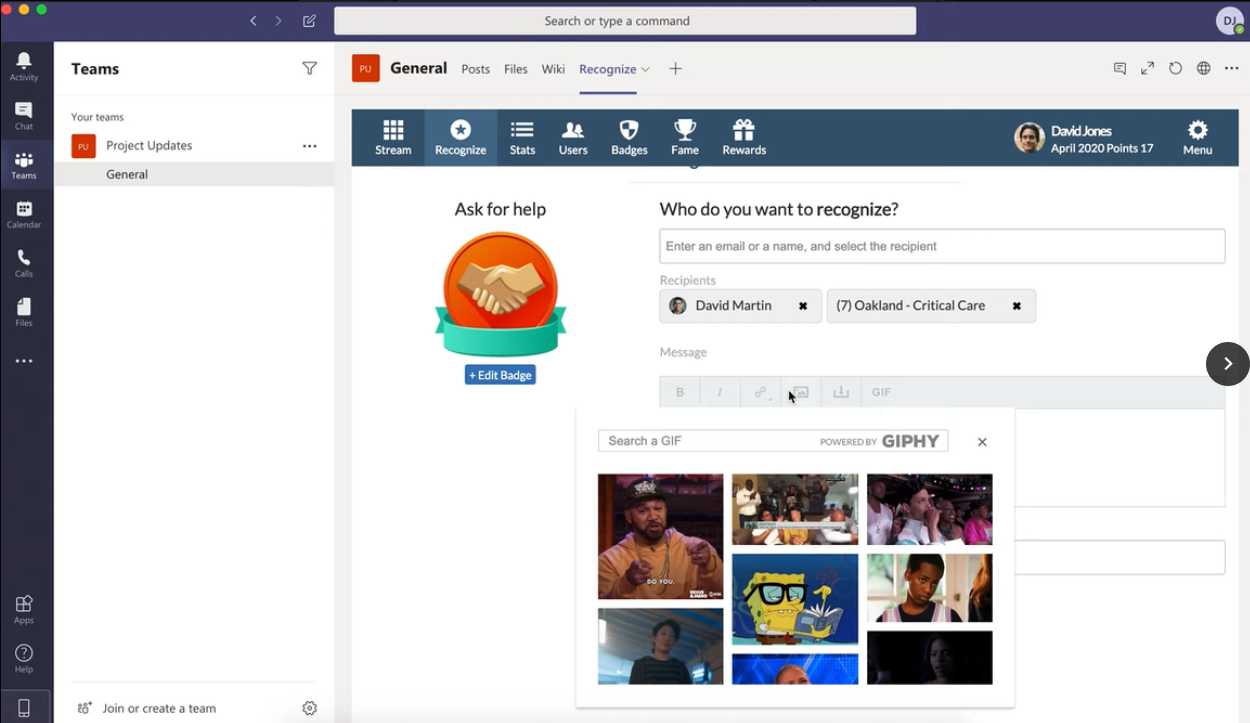 Search or type a command
DJ
Activity
Chat
Teams
Calendar
Calls
Files
Apps
Help
Teams
Your teams
PU Project Updates
General
Join or create a team
PU General Posts Files Wiki Recognize
Stream Recognize Stats Users Badges Fame Rewards
David Jones
April 2020 Points 17
Menu
Ask for help
+ Edit Badge
Who do you want to recognize?
Enter an email or a name, and select the recipient
Recipients
David Martin (7) Oakland - Critical Care
Message
B I GIF
Search a GIF POWERED BY GIPHY
DO YOU.